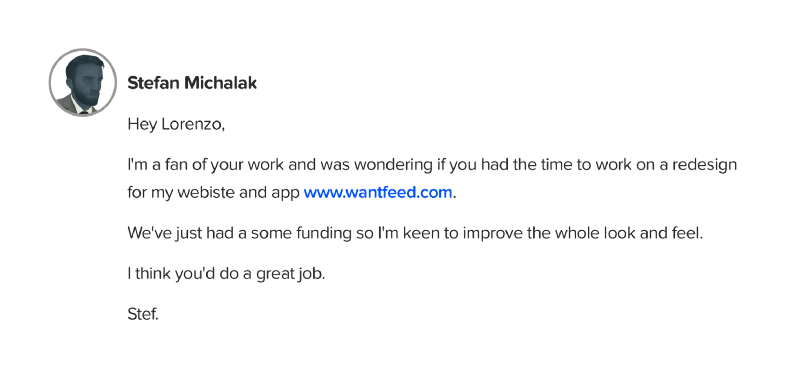 Stefan Michalak
Hey Lorenzo,
I'm a fan of your work and was wondering if you had the time to work on a redesign
for my webiste and app www.wantfeed.com.
We've just had a some funding so I'm keen to improve the whole look and feel.
I think you'd do a great job.
Stef.